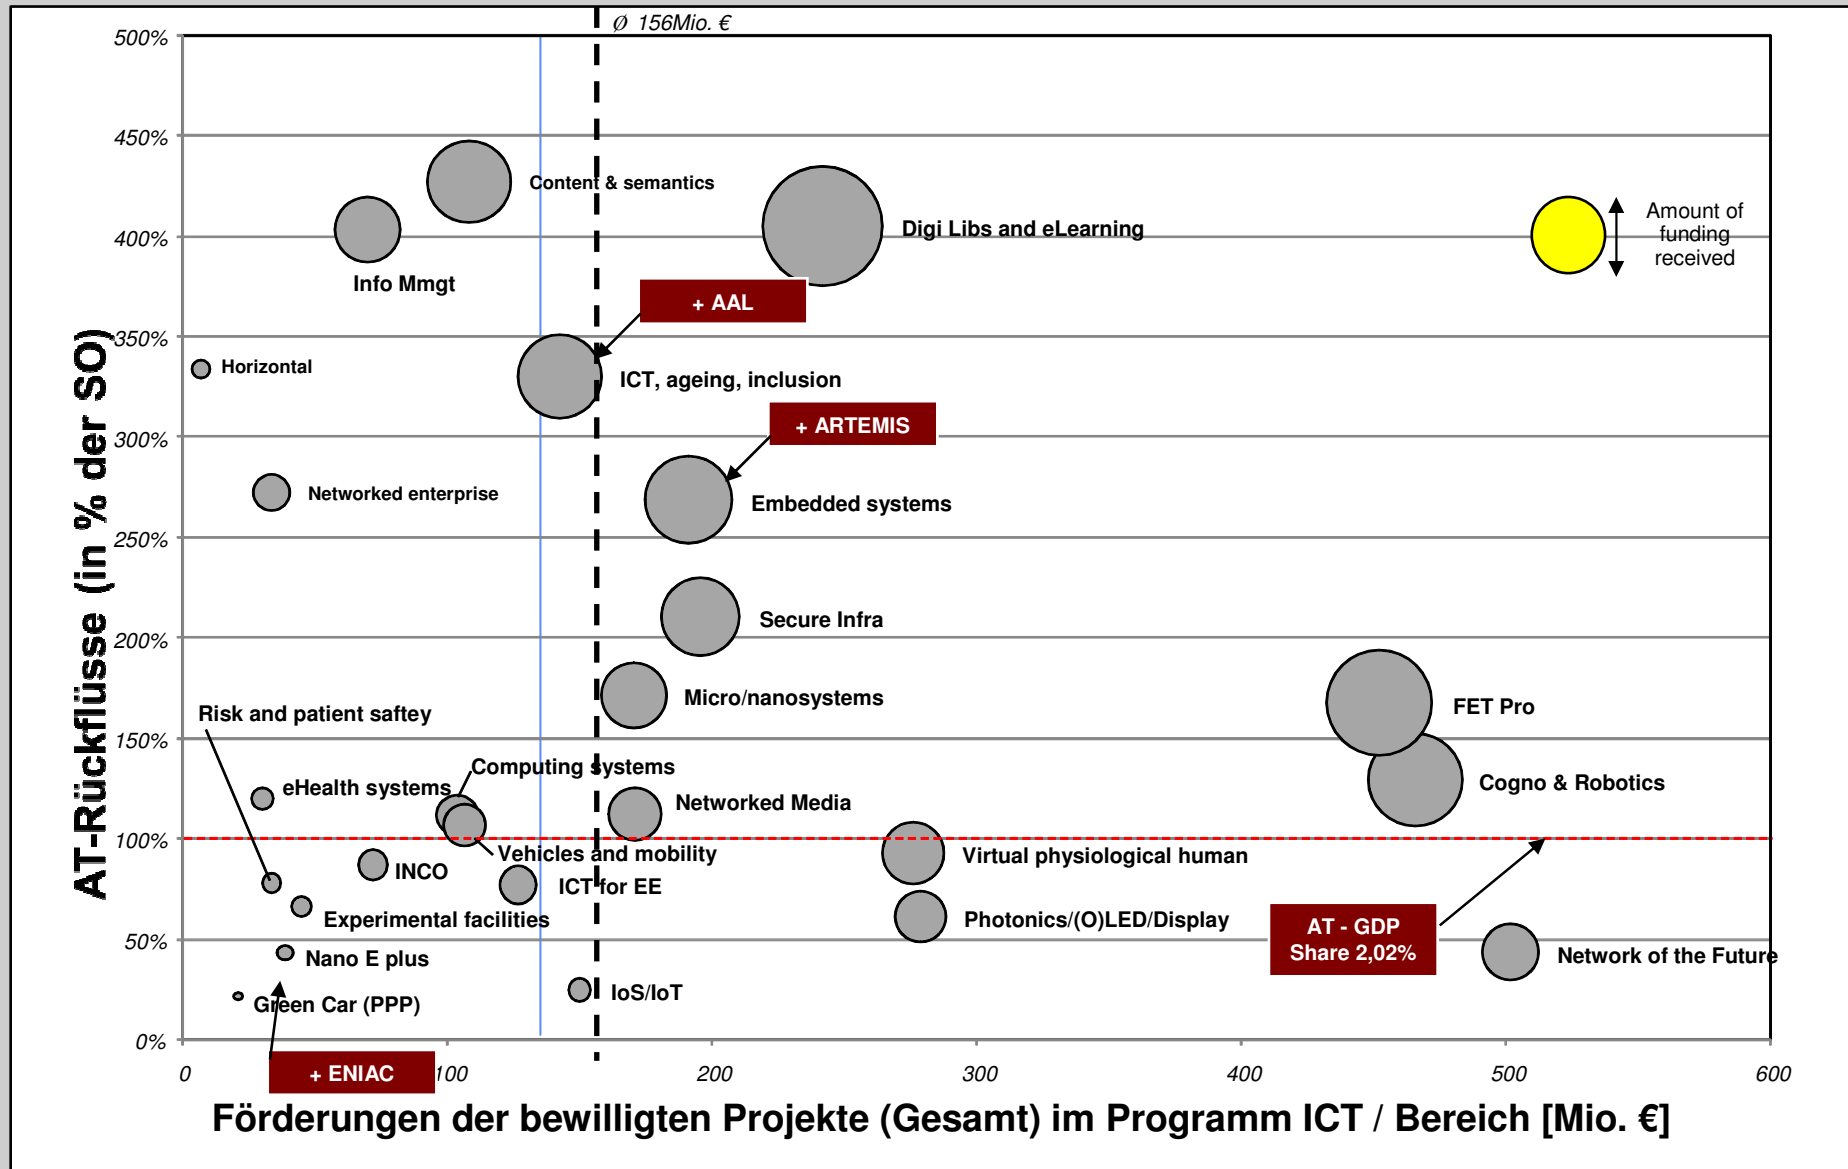 Ø 156Mio. €
500%
450%
400%
350%
300%
250%
200%
150%
100%
50%
0%
AT-Rückflüsse (in % der SO)
Content & semantics
Info Mmgt
Digi Libs and eLearning
Amount of
funding
received
+ AAL
Horizontal
ICT, ageing, inclusion
+ ARTEMIS
Networked enterprise
Embedded systems
Secure Infra
Micro/nanosystems
Risk and patient saftey
FET Pro
Computing systems
eHealth systems
Networked Media
Cogno & Robotics
Vehicles and mobility
Virtual physiological human
INCO
ICT for EE
Experimental facilities
Photonics/(O)LED/Display
AT - GDP
Share 2,02%
Nano E plus
Network of the Future
Green Car (PPP)
IoS/IoT
+ ENIAC
0
100
200
300
400
500
600
Förderungen der bewilligten Projekte (Gesamt) im Programm ICT / Bereich [Mio. €]